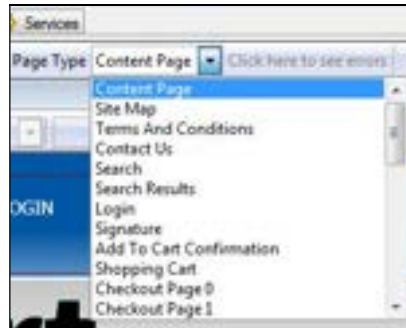 Services
Page Type Content Page Click here to see errors
Content Page
Site Map
Terms And Conditions
Contact Us
Search
Search Results
OGIN Login
Signature
Add To Cart Confirmation
Shopping Cart
Checkout Page 0
Checkout Page 1